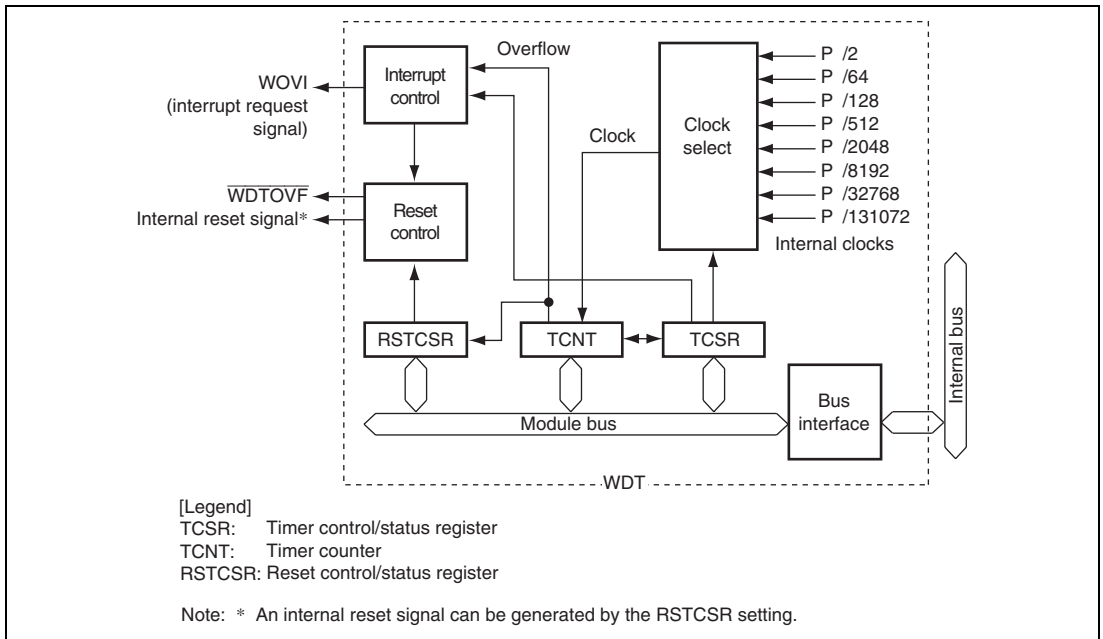 Overflow
Interrupt
control
WOVI
(interrupt request
signal)
Clock
Clock
select
P /2
P /64
P /128
P /512
P /2048
P /8192
P /32768
P /131072
Internal clocks
WDTOVF
Internal reset signal*
Reset
control
RSTCSR
TCNT
TCSR
Module bus
Bus
interface
Internal bus
WDT
[Legend]
TCSR: Timer control/status register
TCNT: Timer counter
RSTCSR: Reset control/status register
Note: * An internal reset signal can be generated by the RSTCSR setting.